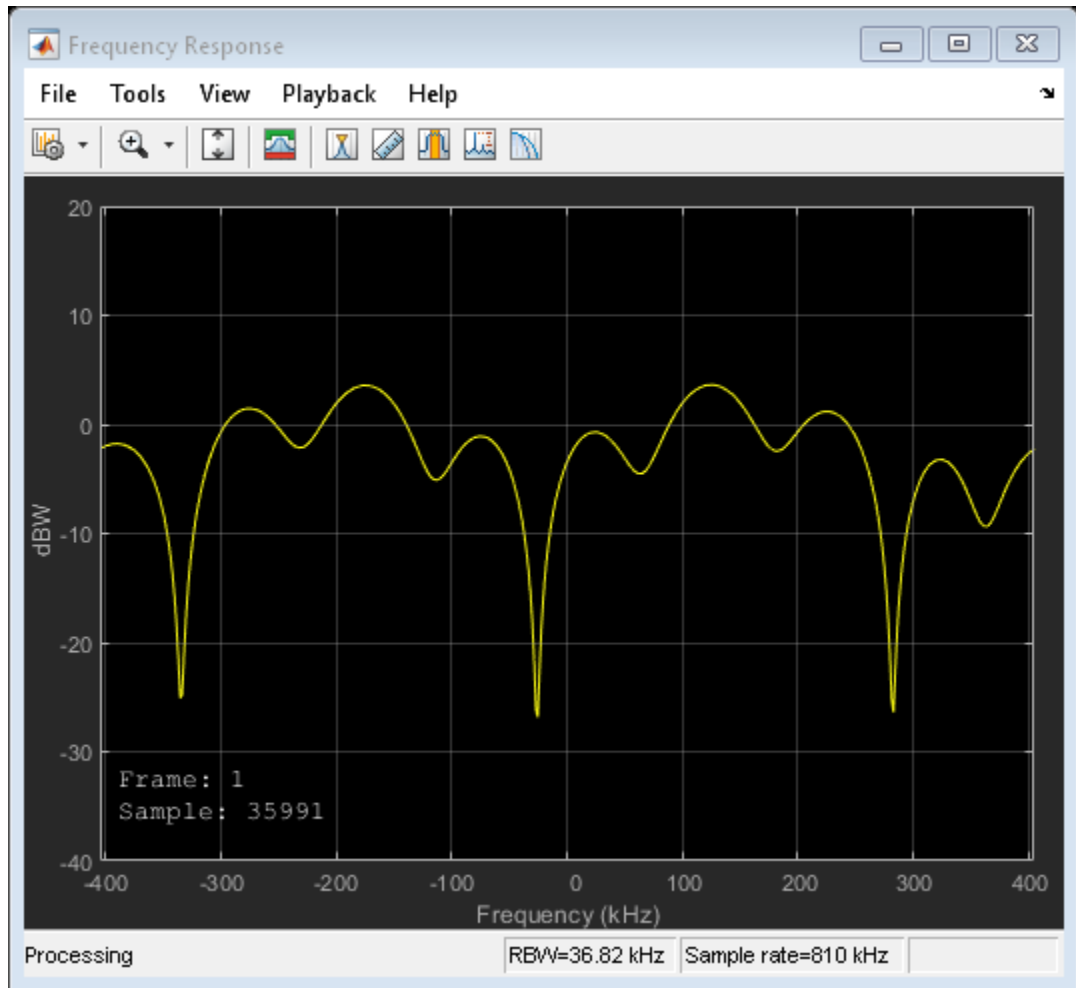 Frequency Response
File Tools View Playback Help
20
10
0
-10
-20
-30
-40
dBW
Frame: 1
Sample: 35991
-400 -300 -200 -100 0 100 200 300 400
Frequency (kHz)
Processing RBW=36.82 kHz Sample rate=810 kHz